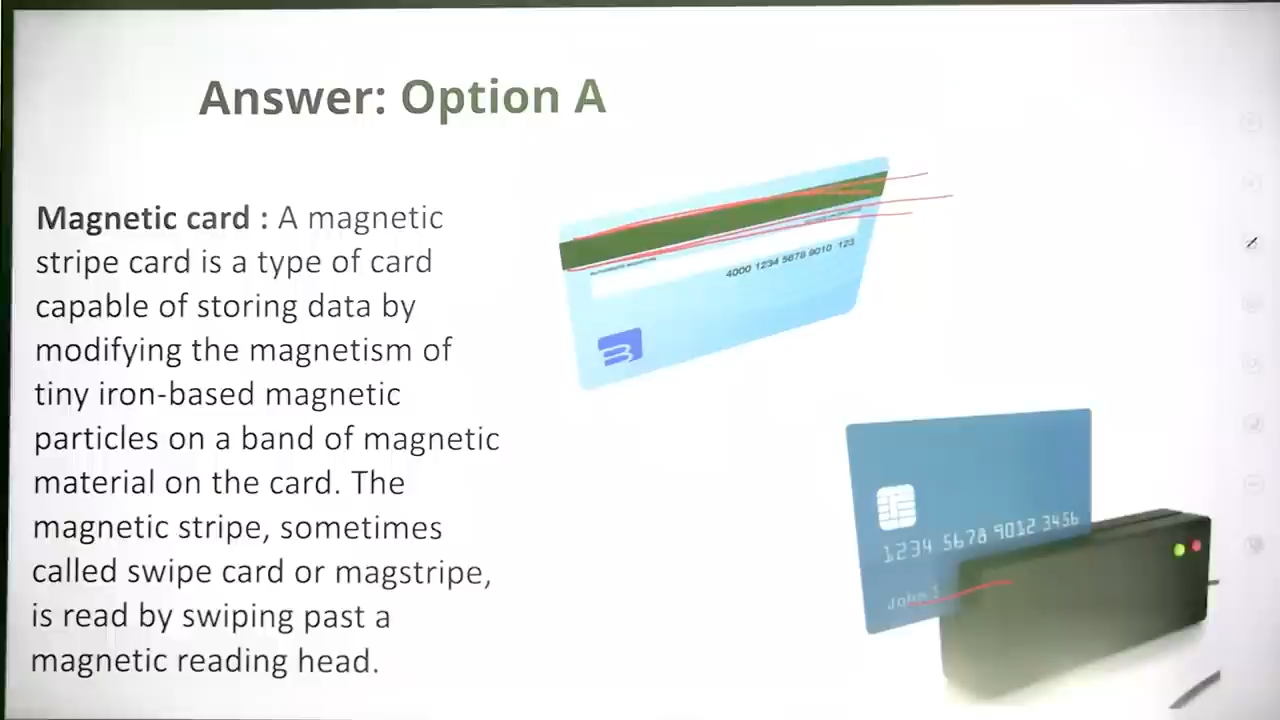 Answer: Option A
Magnetic card : A magnetic
stripe card is a type of card
capable of storing data by
modifying the magnetism of
tiny iron-based magnetic
particles on a band of magnetic
material on the card. The
magnetic stripe, sometimes
called swipe card or magstripe,
is read by swiping past a
magnetic reading head.
4000 1234 5678 9010 123
1234 5678 9012 3456
John